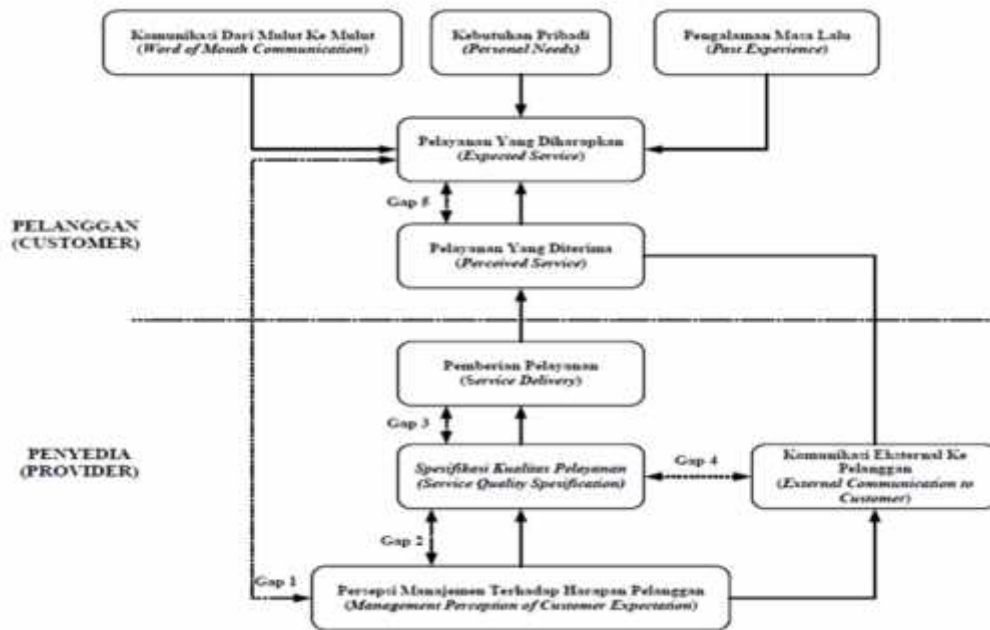 Komunikasi Dari Mulut Ke Mulut
(Word of Mouth Communication)
Kebutuhan Pribadi
(Personal Needs)
Pengalaman Masa Lalu
(Past Experience)
Pelayanan Yang Diharapkan
(Expected Service)
Gap 5
PELANGGAN
(CUSTOMER)
Pelayanan Yang Diterima
(Perceived Service)
Pemberian Pelayanan
(Service Delivery)
Gap 3
PENYEDIA
(PROVIDER)
Spesifikasi Kualitas Pelayanan
(Service Quality Spesification)
Gap 4
Komunikasi Eksternal Ke
Pelanggan
(External Communication to
Customer)
Gap 2
Gap 1
Persepsi Manajemen Terhadap Harapan Pelanggan
(Management Perception of Customer Expectation)